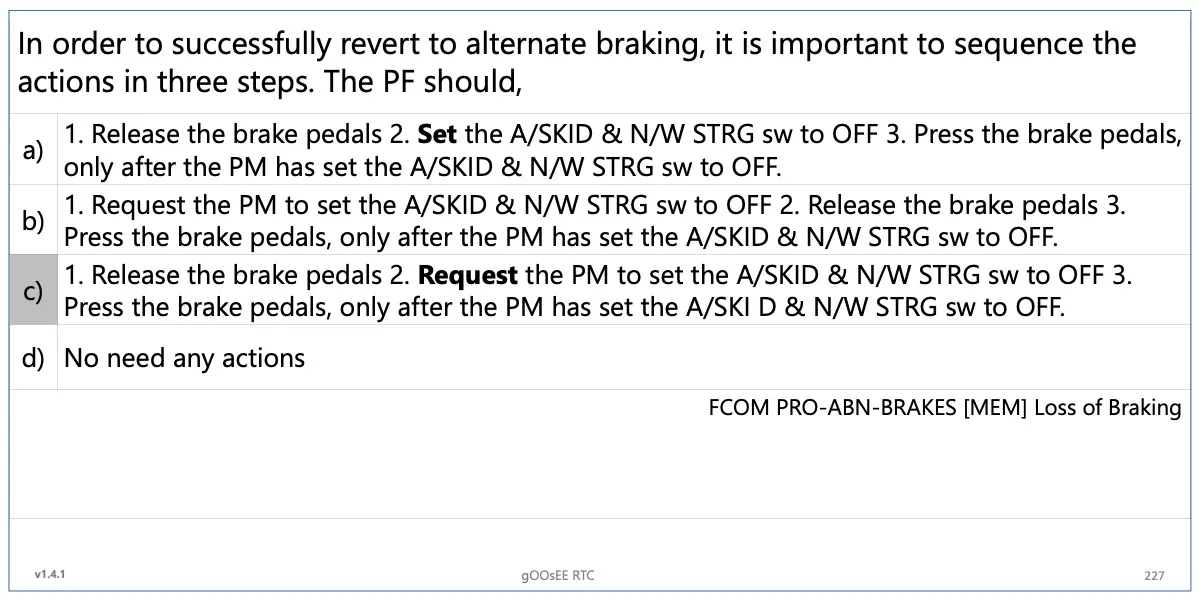 In order to successfully revert to alternate braking, it is important to sequence the
actions in three steps. The PF should,
a) 1. Release the brake pedals 2. Set the A/SKID & N/W STRG sw to OFF 3. Press the brake pedals,
only after the PM has set the A/SKID & N/W STRG sw to OFF.
b) 1. Request the PM to set the A/SKID & N/W STRG sw to OFF 2. Release the brake pedals 3.
Press the brake pedals, only after the PM has set the A/SKID & N/W STRG sw to OFF.
c) 1. Release the brake pedals 2. Request the PM to set the A/SKID & N/W STRG sw to OFF 3.
Press the brake pedals, only after the PM has set the A/SKI D & N/W STRG sw to OFF.
d) No need any actions
FCOM PRO-ABN-BRAKES [MEM] Loss of Braking
v1.4.1 gOOsEE RTC 227